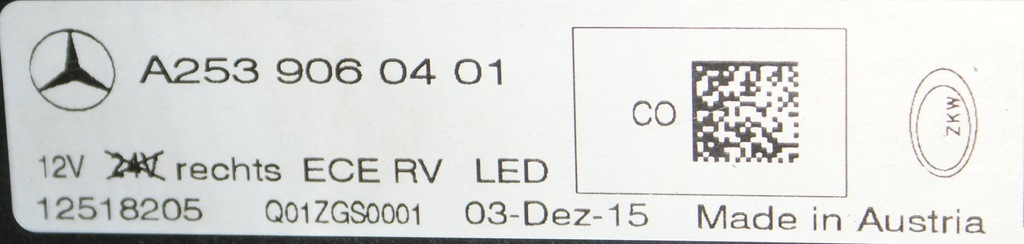 A253 906 04 01
CO
ZKW
12V 24V rechts ECE RV LED
12518205 Q01ZGS0001 03-Dez-15 Made in Austria